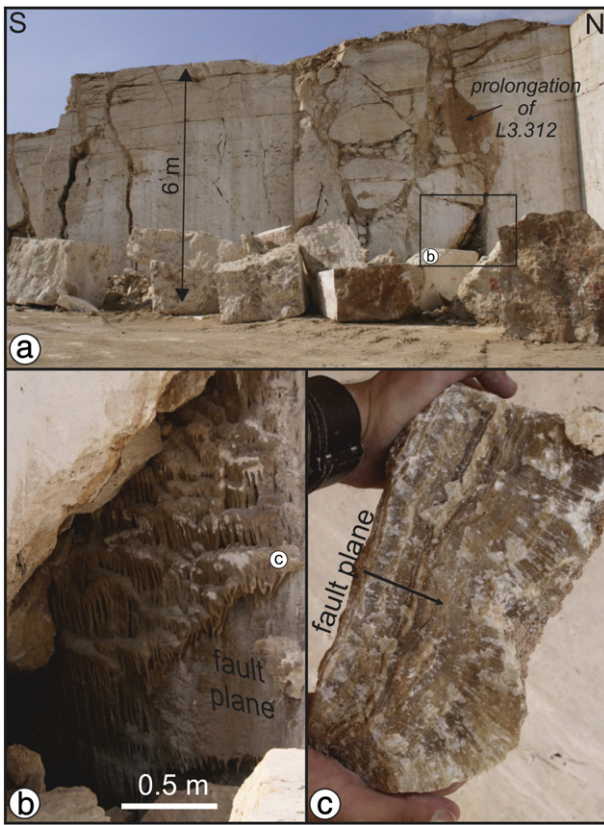 S
N
prolongation
of
L3.312
6 m
b
a
c
fault
plane
0.5 m
b
fault plane
c